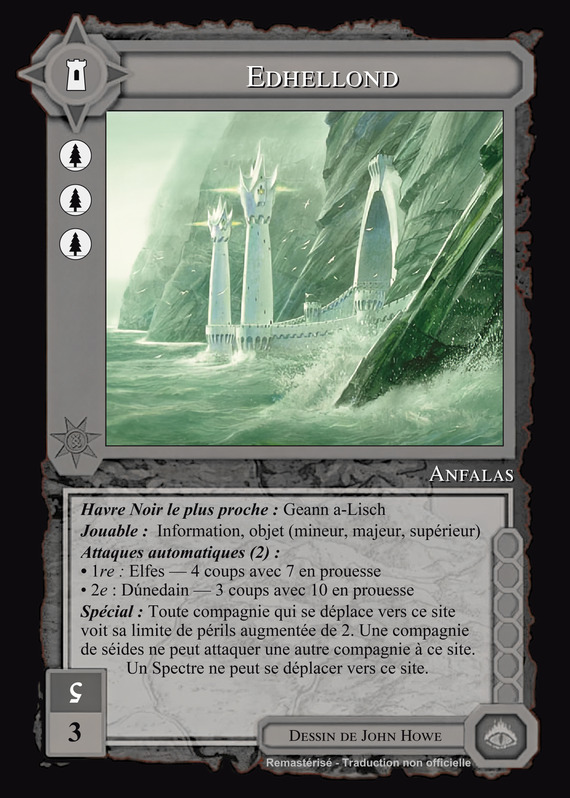 Edhellond
Anfalas
Havre Noir le plus proche : Geann a-Lisch
Jouable : Information, objet (mineur, majeur, supérieur)
Attaques automatiques (2) :
• 1re : Elfes — 4 coups avec 7 en prouesse
• 2e : Dúnedain — 3 coups avec 10 en prouesse
Spécial : Toute compagnie qui se déplace vers ce site
voit sa limite de périls augmentée de 2. Une compagnie
de séides ne peut attaquer une autre compagnie à ce site.
Un Spectre ne peut se déplacer vers ce site.
3
Dessin de John Howe
Remastérisé - Traduction non officielle